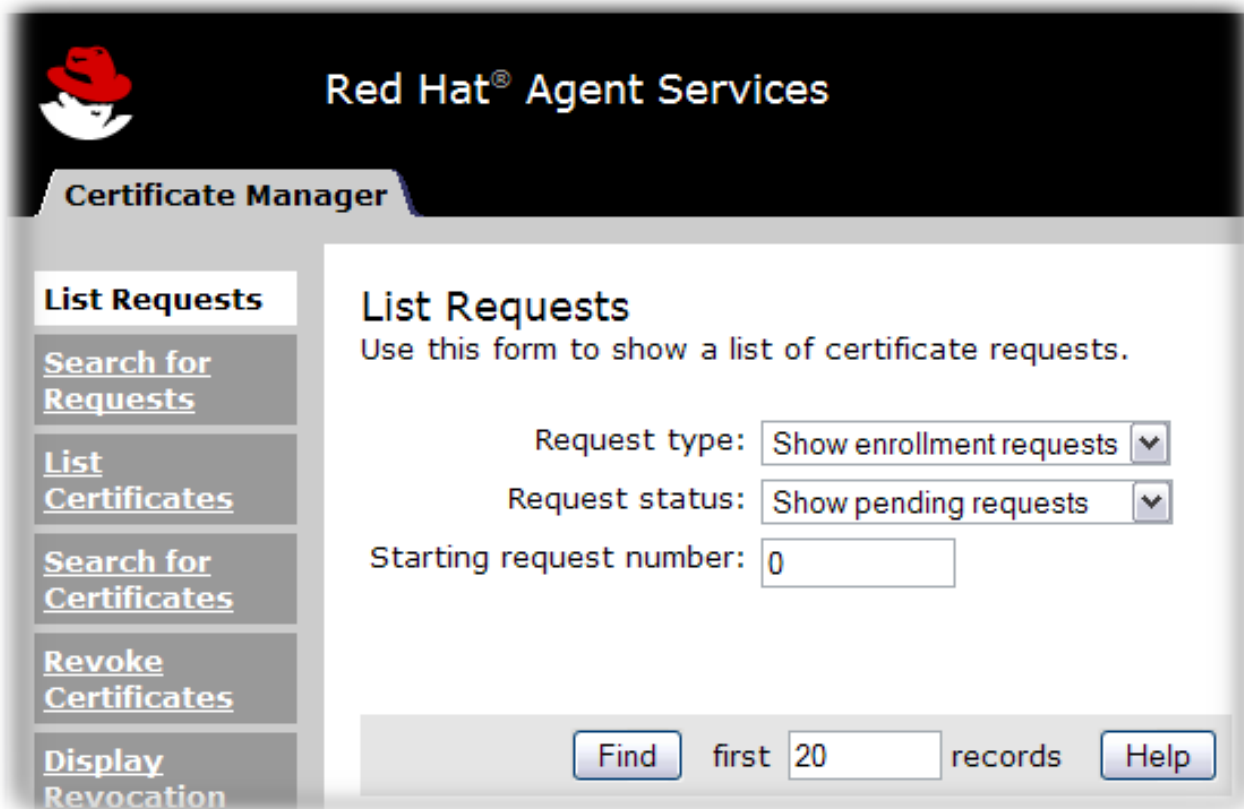 Red Hat® Agent Services
Certificate Manager
List Requests
Search for
Requests
List
Certificates
Search for
Certificates
Revoke
Certificates
Display
Revocation
List Requests
Use this form to show a list of certificate requests.
Request type: Show enrollment requests
Request status: Show pending requests
Starting request number: 0
Find first 20 records Help